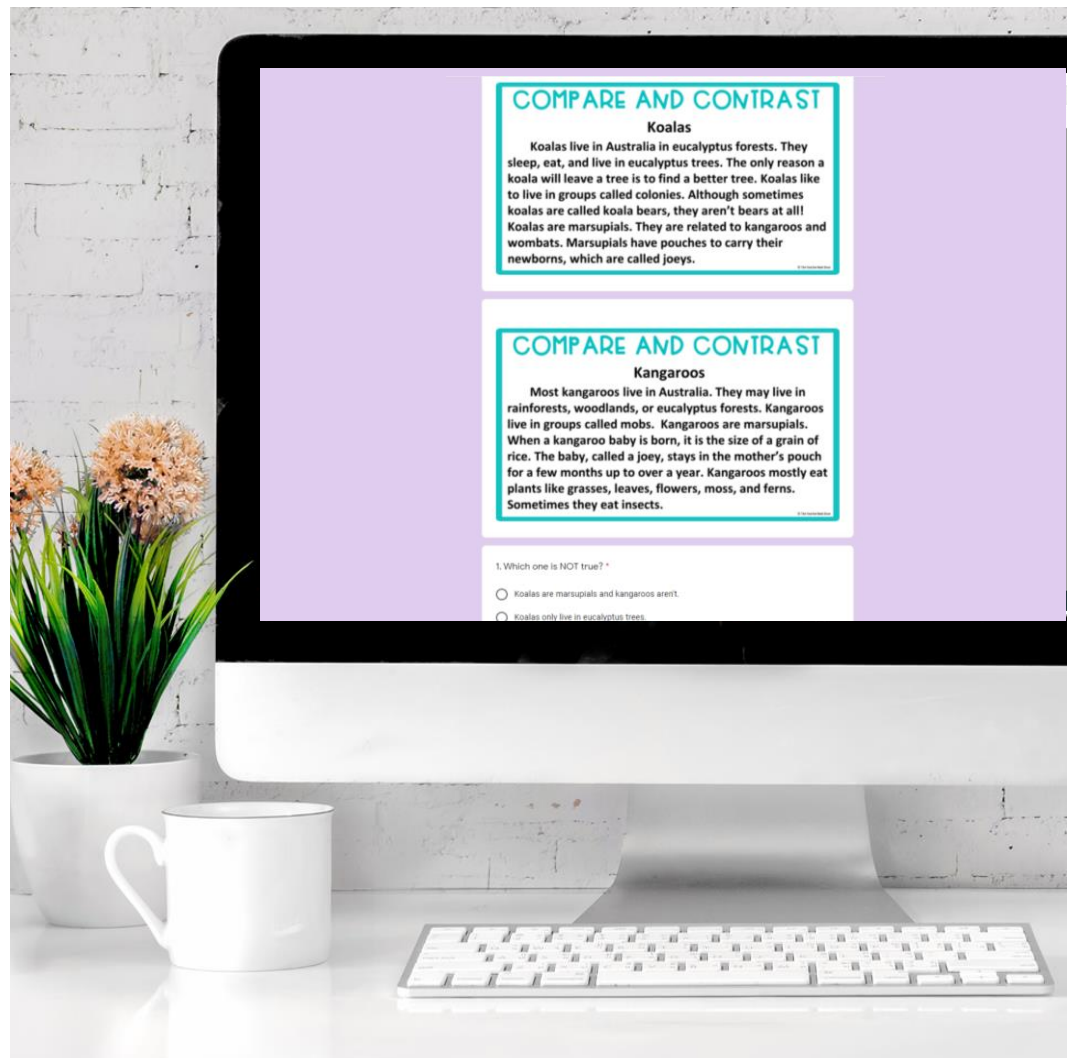 COMPARE AND CONTRAST
Koalas
Koalas live in Australia in eucalyptus forests. They
sleep, eat, and live in eucalyptus trees. The only reason a
koala will leave a tree is to find a better tree. Koalas like
to live in groups called colonies. Although sometimes
koalas are called koala bears, they aren't bears at all!
Koalas are marsupials. They are related to kangaroos and
wombats. Marsupials have pouches to carry their
newborns, which are called joeys.
COMPARE AND CONTRAST
Kangaroos
Most kangaroos live in Australia. They may live in
rainforests, woodlands, or eucalyptus forests. Kangaroos
live in groups called mobs. Kangaroos are marsupials.
When a kangaroo baby is born, it is the size of a grain of
rice. The baby, called a joey, stays in the mother's pouch
for a few months up to over a year. Kangaroos mostly eat
plants like grasses, leaves, flowers, moss, and ferns.
Sometimes they eat insects.
1. Which one is NOT true? *
Koalas are marsupials and kangaroos aren't.
Koalas only live in eucalyptus trees.